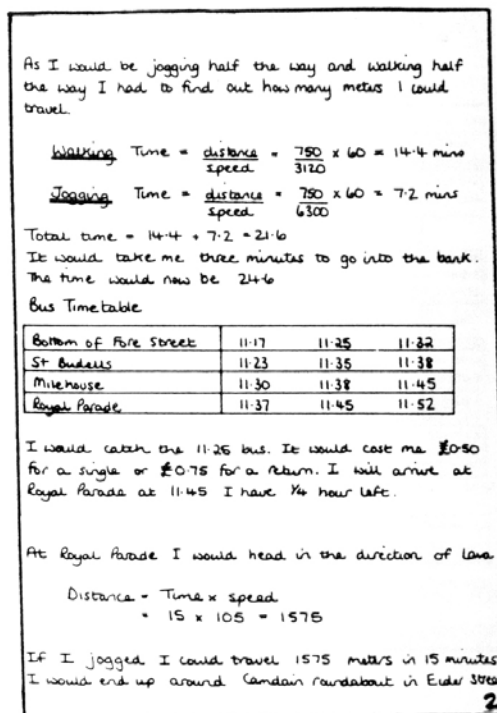 As I would be jogging half the way and walking half
the way I had to find out how many meters I could
travel.
Walking Time = distance/speed = 750/3120 x 60 = 14.4 mins
Jogging Time = distance/speed = 750/6300 x 60 = 7.2 mins
Total time = 14.4 + 7.2 = 21.6
It would take me three minutes to go into the bank.
The time would now be 24.6
Bus Timetable
Bottom of Fore Street 11.17 11.25 11.32
St Budeaus 11.23 11.35 11.38
Milehouse 11.30 11.38 11.45
Royal Parade 11.37 11.45 11.52
I would catch the 11.25 bus. It would cost me £0.50
for a single or £0.75 for a return. I will arrive at
Royal Parade at 11.45 I have 1/4 hour left.
At Royal Parade I would head in the direction of
Distance = Time x speed
= 15 x 105 = 1575
If I jogged I could travel 1575 meters in 15 minutes
I would end up around roundabout in
2